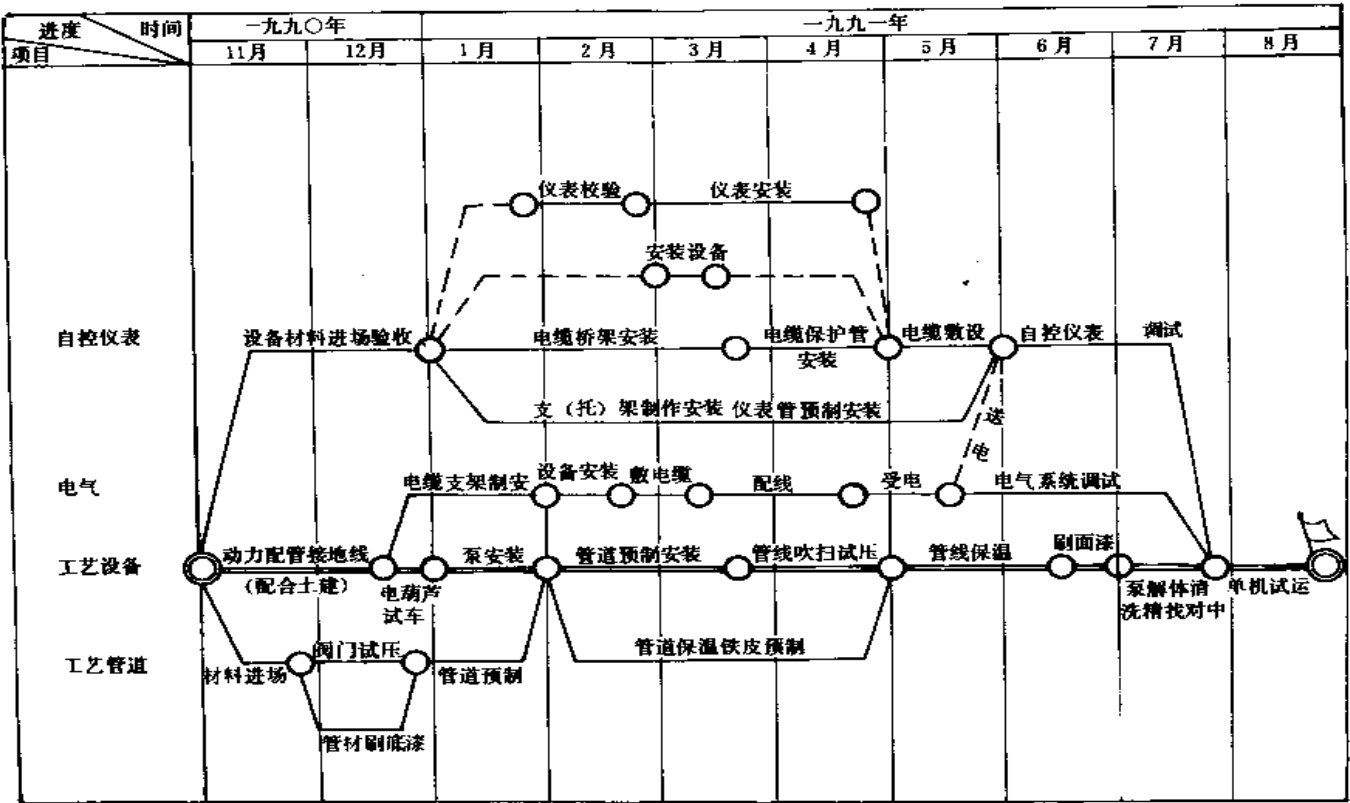 进度 时间
项目
一九九〇年
一九九一年
11月 12月 1月 2月 3月 4月 5月 6月 7月 8月
仪表校验 仪表安装
安装设备
自控仪表
设备材料进场验收 电缆桥架安装 电缆保护管 电缆敷设 自控仪表 调试
安装
支（托）架制作安装 仪表管预制安装
送
电
电气
电缆支架制安 设备安装 敷电缆 配线 受电 电气系统调试
工艺设备
动力配管接地线 泵安装 管道预制安装 管线吹扫试压 管线保温 刷面漆
（配合土建） 电葫芦 泵解体清 单机试运
试车 洗精找对中
工艺管道
阀门试压 管道保温铁皮预制
材料进场 管道预制
管材刷底漆